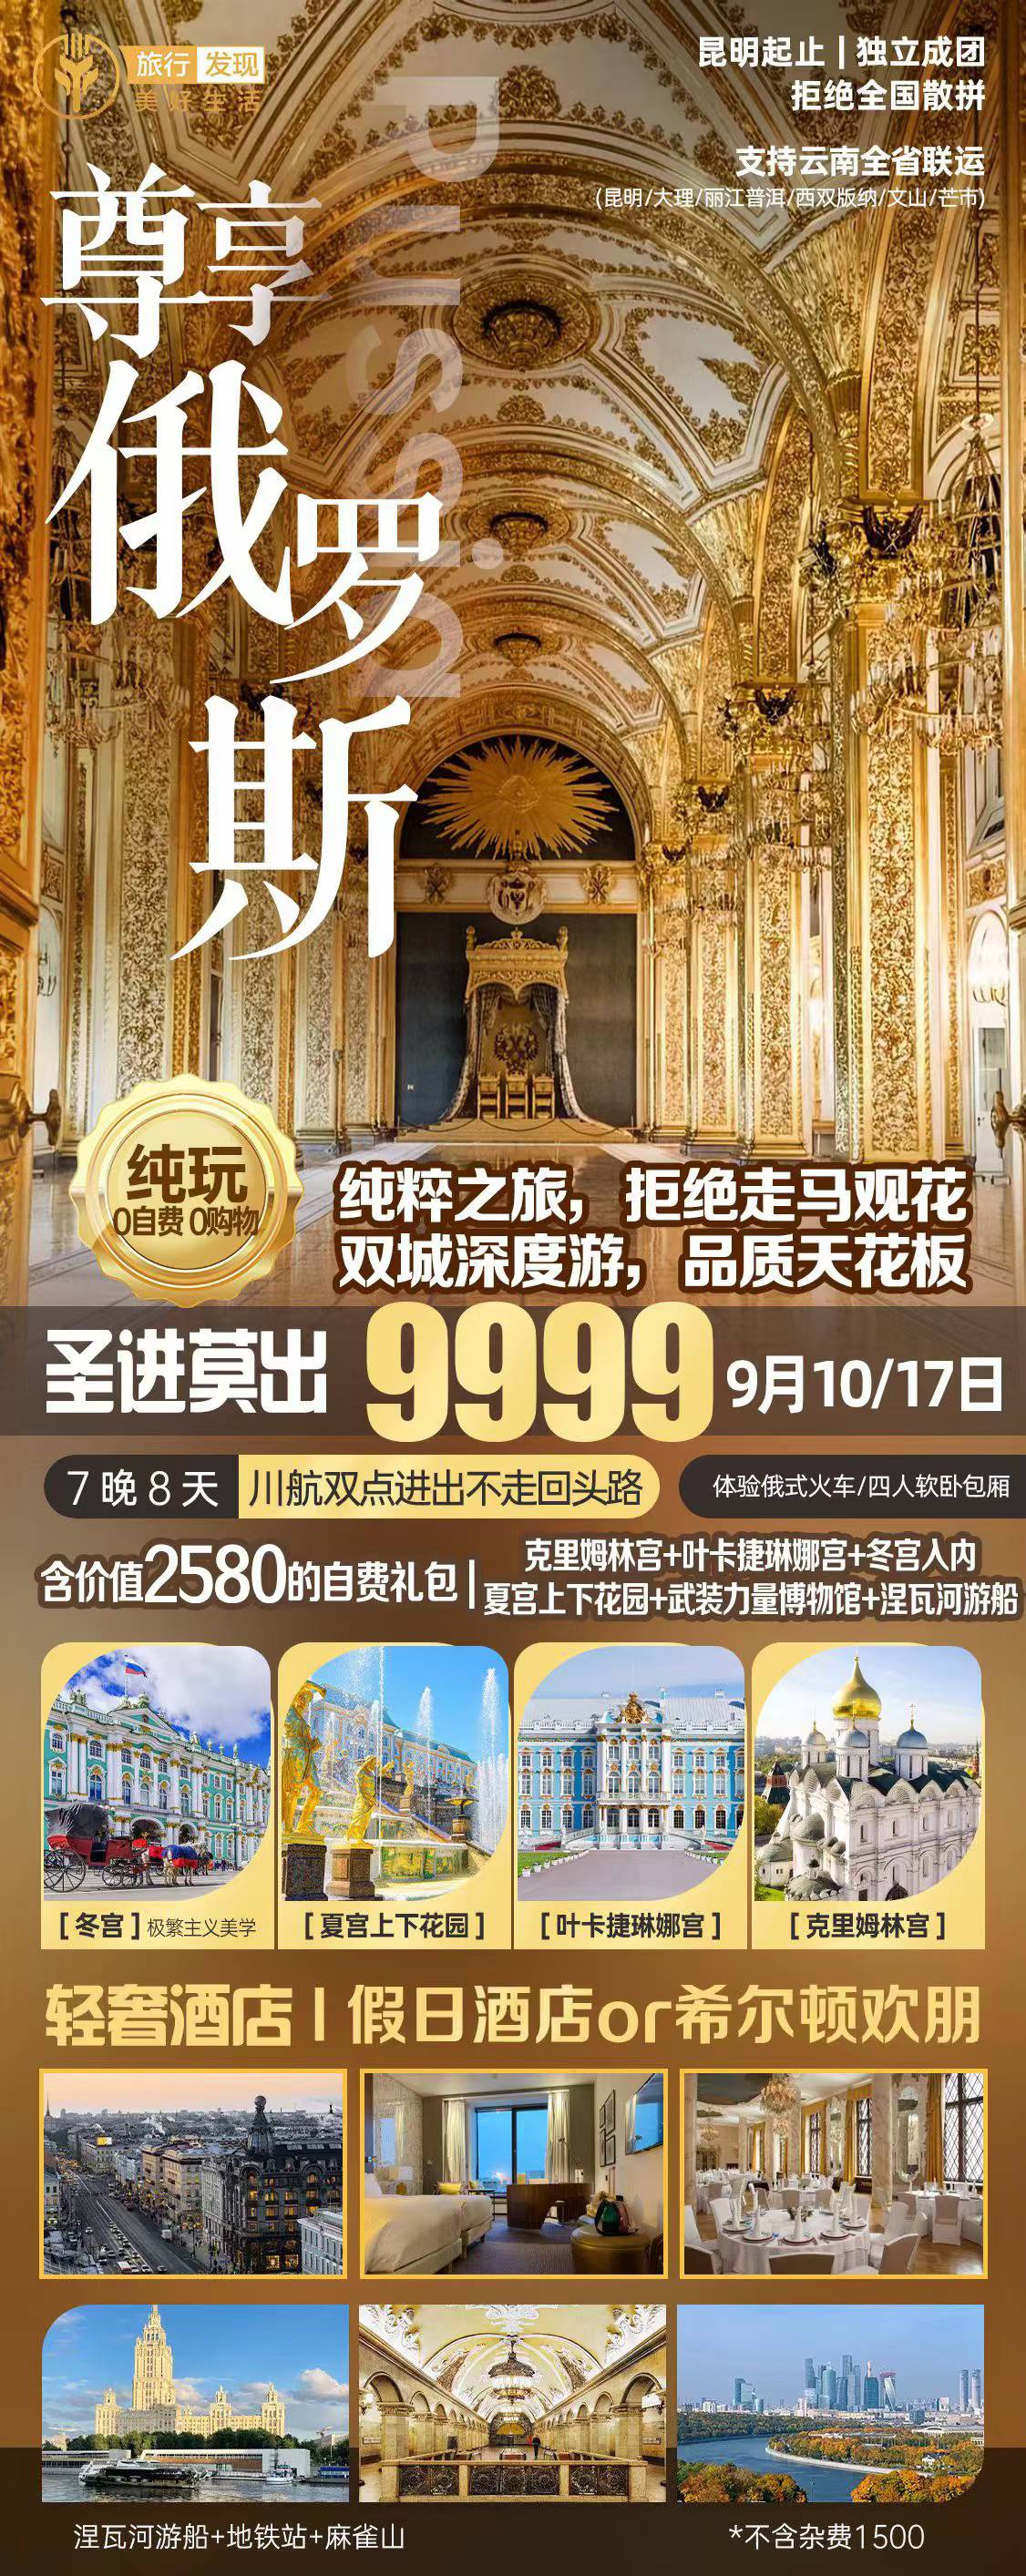 旅行 发现
美好生活
昆明起止 | 独立成团
拒绝全国散拼
支持云南全省联运
(昆明/大理/丽江普洱/西双版纳/文山/芒市)
尊享
俄罗斯
纯玩
0自费 0购物
纯粹之旅，拒绝走马观花
双城深度游，品质天花板
圣进莫出 9999 9月10/17日
7 晚 8 天 川航双点进出不走回头路 体验俄式火车/四人软卧包厢
含价值2580的自费礼包 |
克里姆林宫+叶卡捷琳娜宫+冬宫入内
夏宫上下花园+武装力量博物馆+涅瓦河游船
[ 冬宫 ] 极繁主义美学 [ 夏宫上下花园 ] [ 叶卡捷琳娜宫 ] [ 克里姆林宫 ]
轻奢酒店 | 假日酒店or希尔顿欢朋
涅瓦河游船+地铁站+麻雀山 *不含杂费1500